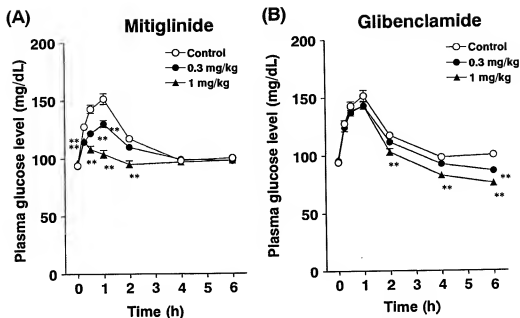 (A)
Mitiglinide
Plasma glucose level (mg/dL)
200
150
100
50
0
Control
0.3 mg/kg
1 mg/kg
**
**
**
**
**
**
**
0 1 2 3 4 5 6
Time (h)
(B)
Glibenclamide
Plasma glucose level (mg/dL)
200
150
100
50
0
Control
0.3 mg/kg
1 mg/kg
**
**
**
**
0 1 2 3 4 5 6
Time (h)